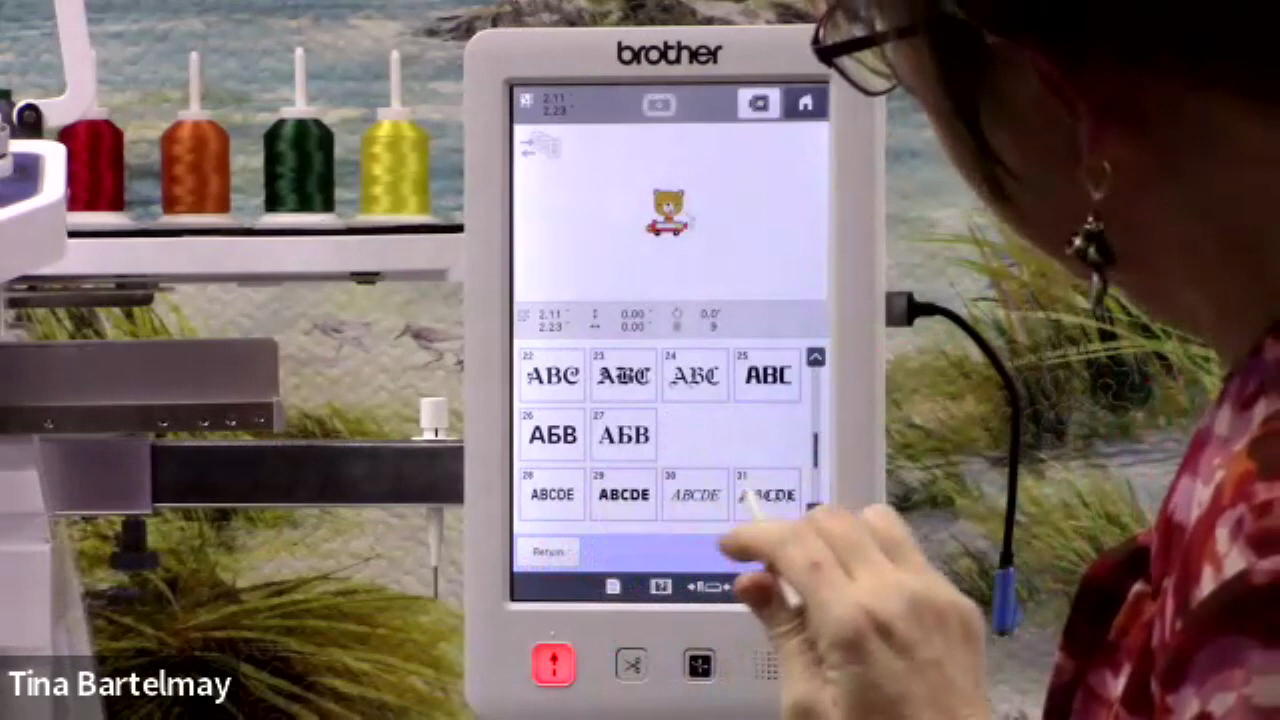 brother
2.11"
2.23"
2.11" 0.00" 0.0°
2.23" 0.00" 9
22 23 24 25
ABC ABC ABC ABC
26 27
АБВ АБВ
28 29 30 31
ABCDE ABCDE ABCDE ABCDE
Return
Tina Bartelmay